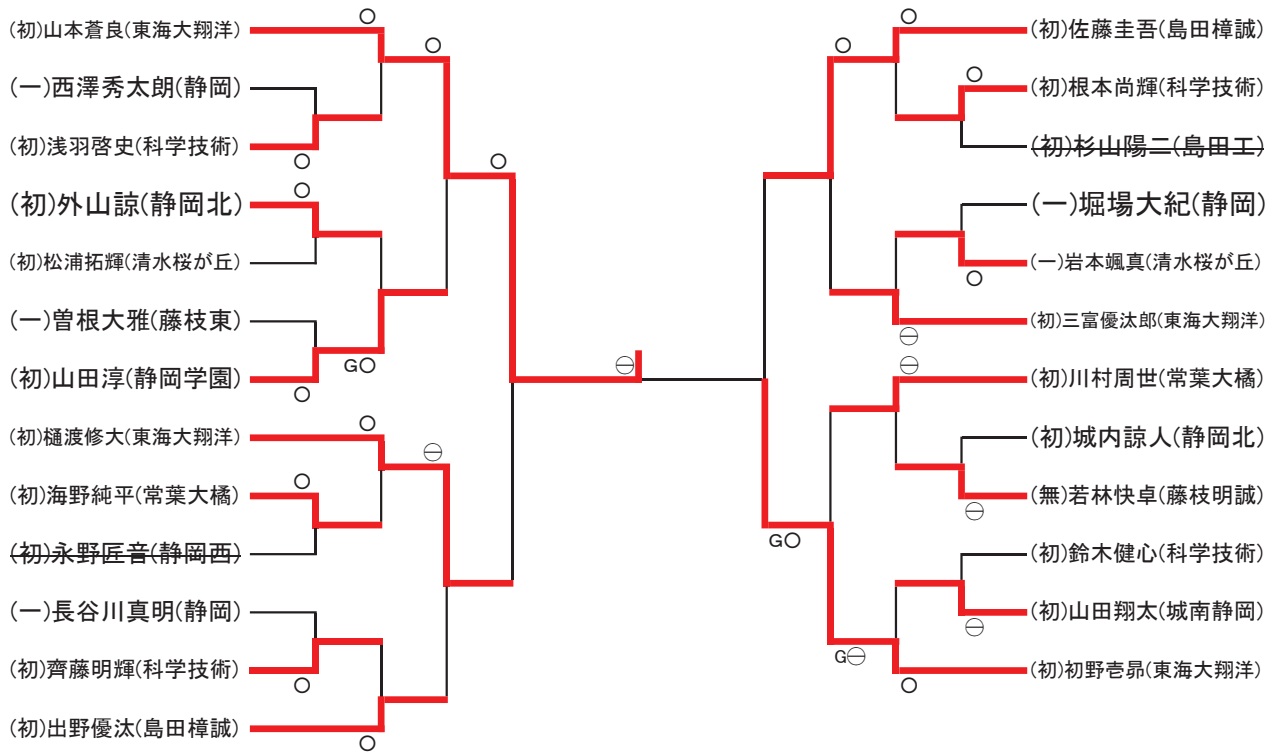 (初)山本蒼良(東海大翔洋)
(一)西澤秀太朗(静岡)
(初)浅羽啓史(科学技術)
(初)外山諒(静岡北)
(初)松浦拓輝(清水桜が丘)
(一)曽根大雅(藤枝東)
(初)山田淳(静岡学園)
G〇
(初)樋渡修大(東海大翔洋)
(初)海野純平(常葉大橘)
(初)永野匠音(静岡西)
(一)長谷川真明(静岡)
(初)齊藤明輝(科学技術)
(初)出野優汰(島田樟誠)
(初)佐藤圭吾(島田樟誠)
(初)根本尚輝(科学技術)
(初)杉山陽二(島田工)
(一)堀場大紀(静岡)
(一)岩本颯真(清水桜が丘)
(初)三富優汰郎(東海大翔洋)
(初)川村周世(常葉大橘)
(初)城内諒人(静岡北)
(無)若林快卓(藤枝明誠)
G〇
(初)鈴木健心(科学技術)
(初)山田翔太(城南静岡)
G⊖
(初)初野壱昴(東海大翔洋)